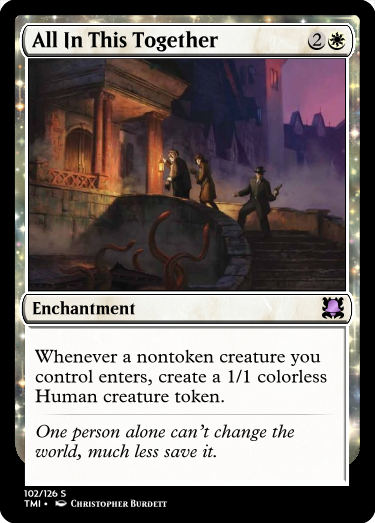 All In This Together 2
Enchantment
Whenever a nontoken creature you
control enters, create a 1/1 colorless
Human creature token.
One person alone can't change the
world, much less save it.
102/126 S
TMI • Christopher Burdett